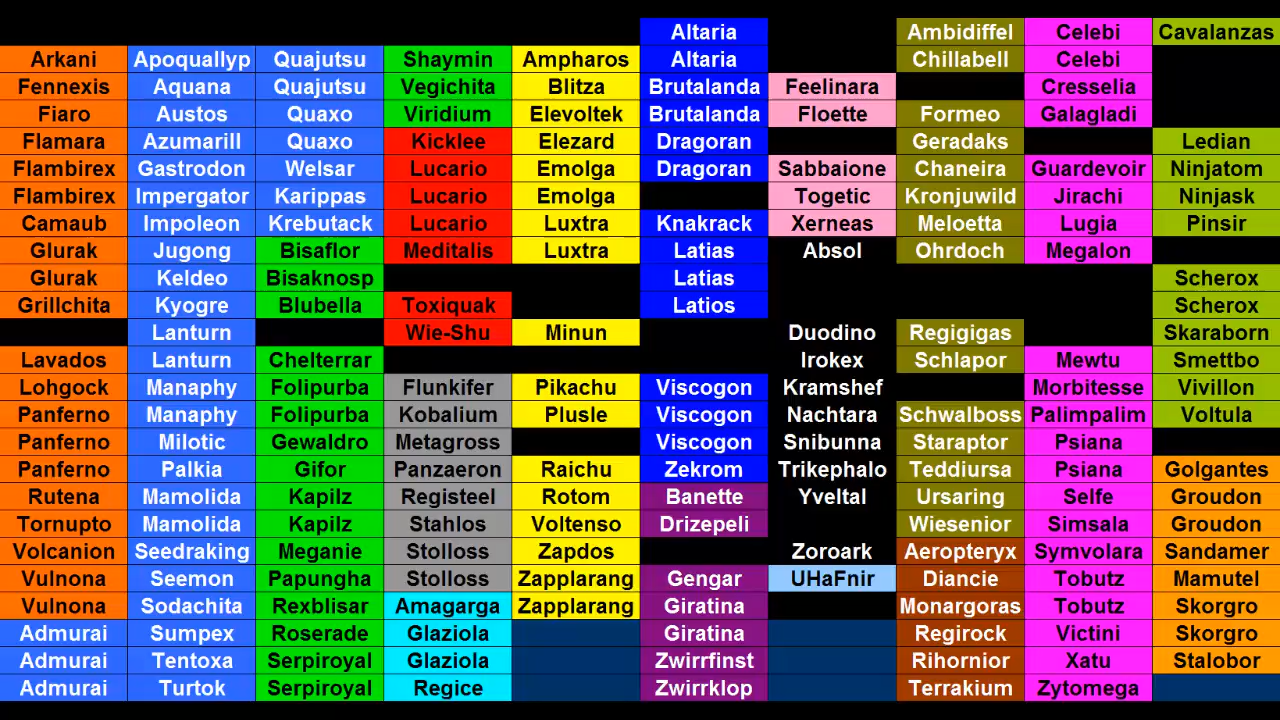 Altaria Ambidiffel Celebi Cavalanzas
Arkani Apoquallyp Quajutsu Shaymin Ampharos Altaria Chillabell Celebi
Fennexis Aquana Quajutsu Vegichita Blitza Brutalanda Feelinara Cresselia
Fiaro Austos Quaxo Viridium Elevoltek Brutalanda Floette Formeo Galagladi
Flamara Azumarill Quaxo Kicklee Elezard Dragoran Geradaks Ledian
Flambirex Gastrodon Welsar Lucario Emolga Dragoran Sabbaione Chaneira Guardevoir Ninjatom
Flambirex Impergator Karippas Lucario Emolga Togetic Kronjuwild Jirachi Ninjask
Camaub Impoleon Krebutack Lucario Luxtra Knakrack Xerneas Meloetta Lugia Pinsir
Glurak Jugong Bisaflor Meditalis Luxtra Latias Absol Ohrdoch Megalon
Glurak Keldeo Bisaknosp Latias Scherox
Grillchita Kyogre Blubella Toxiquak Latios Scherox
Lanturn Wie-Shu Minun Duodino Regigigas Skaraborn
Lavados Lanturn Chelterrar Irokex Schlapor Mewtu Smettbo
Lohgock Manaphy Folipurba Flunkifer Pikachu Viscogon Kramshef Morbitesse Vivillon
Panferno Manaphy Folipurba Kobalium Plusle Viscogon Nachtara Schwalboss Palimpalim Voltula
Panferno Milotic Gewaldro Metagross Viscogon Snibunna Staraptor Psiana
Panferno Palkia Gifor Panzaeron Raichu Zekrom Trikephalo Teddiursa Psiana Golgantes
Rutena Mamolida Kapilz Registeel Rotom Banette Yveltal Ursaring Selfe Groudon
Tornupto Mamolida Kapilz Stahlos Voltenso Drizepeli Wiesenior Simsala Groudon
Volcanion Seedraking Meganie Stolloss Zapdos Zoroark Aeropteryx Symvolara Sandamer
Vulnona Seemon Papungha Stolloss Zapplarang Gengar UHaFnir Diancie Tobutz Mamutel
Vulnona Sodachita Rexblisar Amagarga Zapplarang Giratina Monargoras Tobutz Skorgro
Admurai Sumpex Roserade Glaziola Giratina Regirock Victini Skorgro
Admurai Tentoxa Serpiroyal Glaziola Zwirrfinst Rihornior Xatu Stalobor
Admurai Turtok Serpiroyal Regice Zwirrklop Terrakium Zytomega